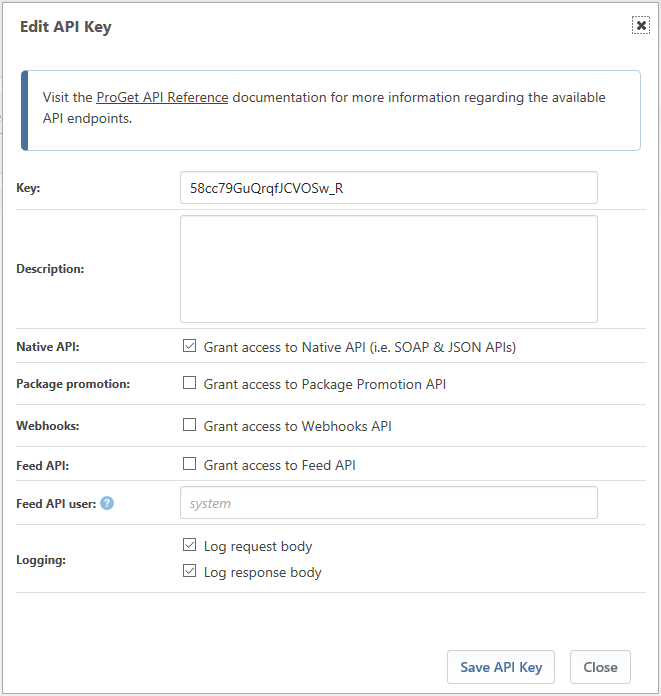 Edit API Key
Visit the ProGet API Reference documentation for more information regarding the available
API endpoints.
Key: 58cc79GuQrqfJCVOSw_R
Description:
Native API: Grant access to Native API (i.e. SOAP & JSON APIs)
Package promotion: Grant access to Package Promotion API
Webhooks: Grant access to Webhooks API
Feed API: Grant access to Feed API
Feed API user: ? system
Logging: Log request body
Log response body
Save API Key Close